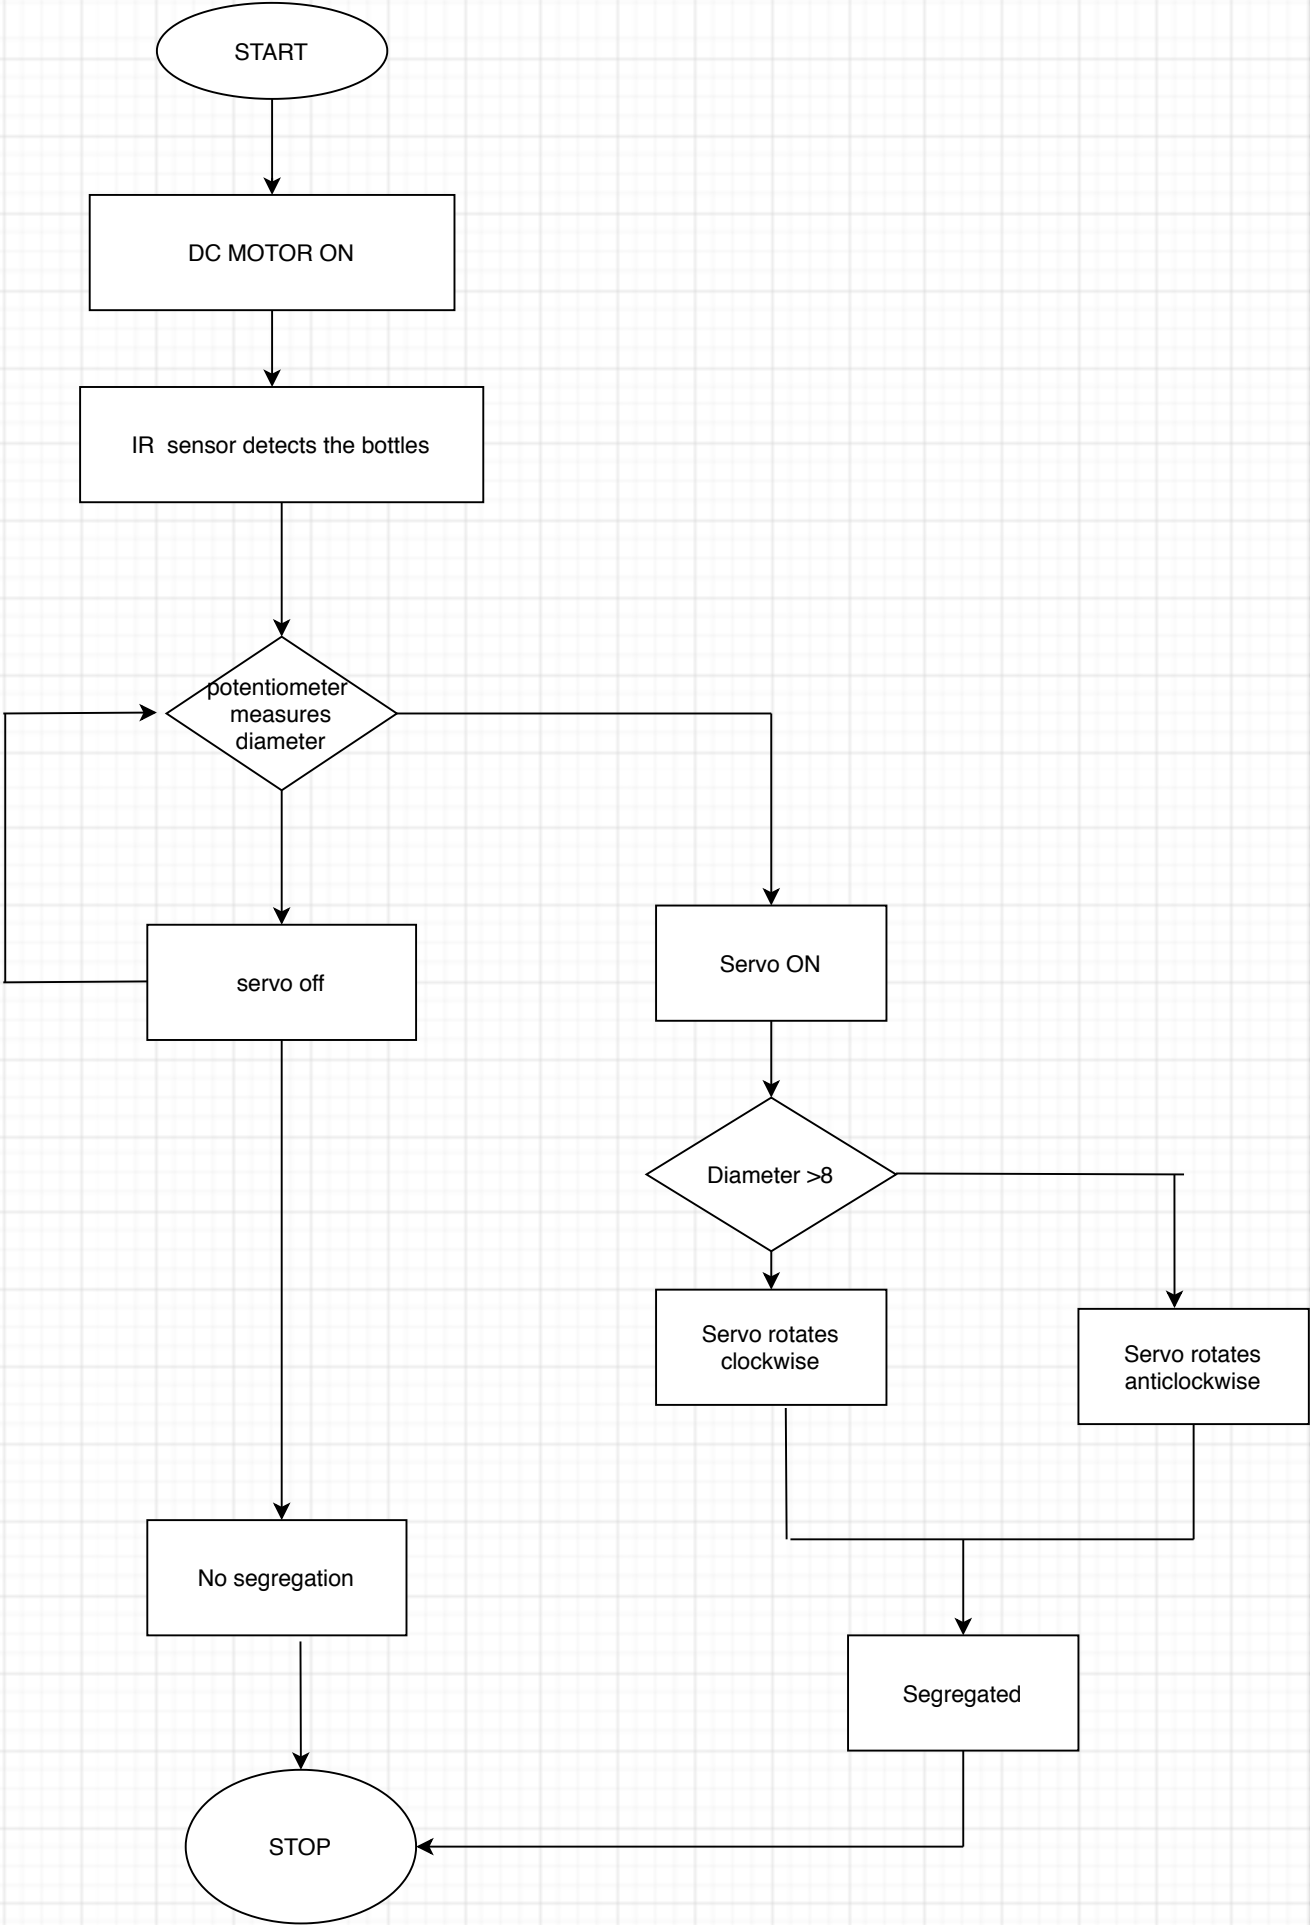 START
DC MOTOR ON
IR  sensor detects the bottles
potentiometer
measures
diameter
servo off
Servo ON
Diameter >8
Servo rotates
clockwise
Servo rotates
anticlockwise
No segregation
Segregated
STOP